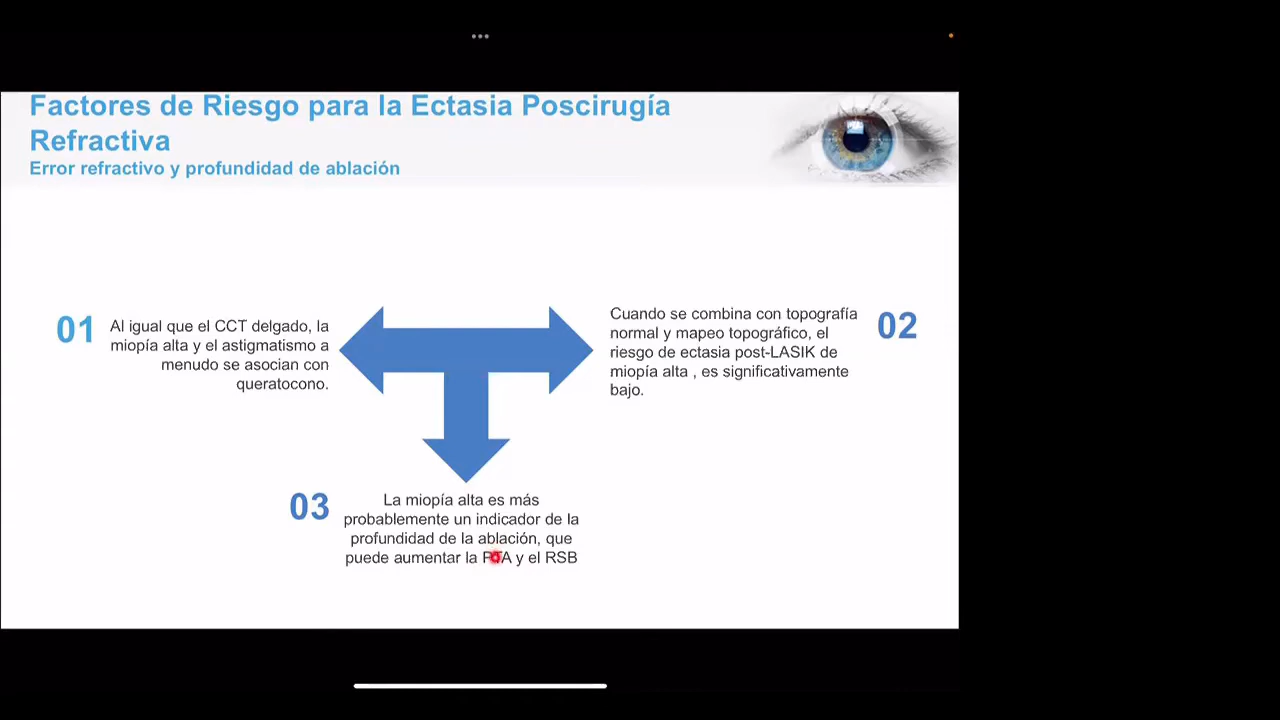 Factores de Riesgo para la Ectasia Poscirugía
Refractiva
Error refractivo y profundidad de ablación
01
Al igual que el CCT delgado, la
miopía alta y el astigmatismo a
menudo se asocian con
queratocono.
Cuando se combina con topografía
normal y mapeo topográfico, el
riesgo de ectasia post-LASIK de
miopía alta , es significativamente
bajo.
02
03
La miopía alta es más
probablemente un indicador de la
profundidad de la ablación, que
puede aumentar la y el RSB